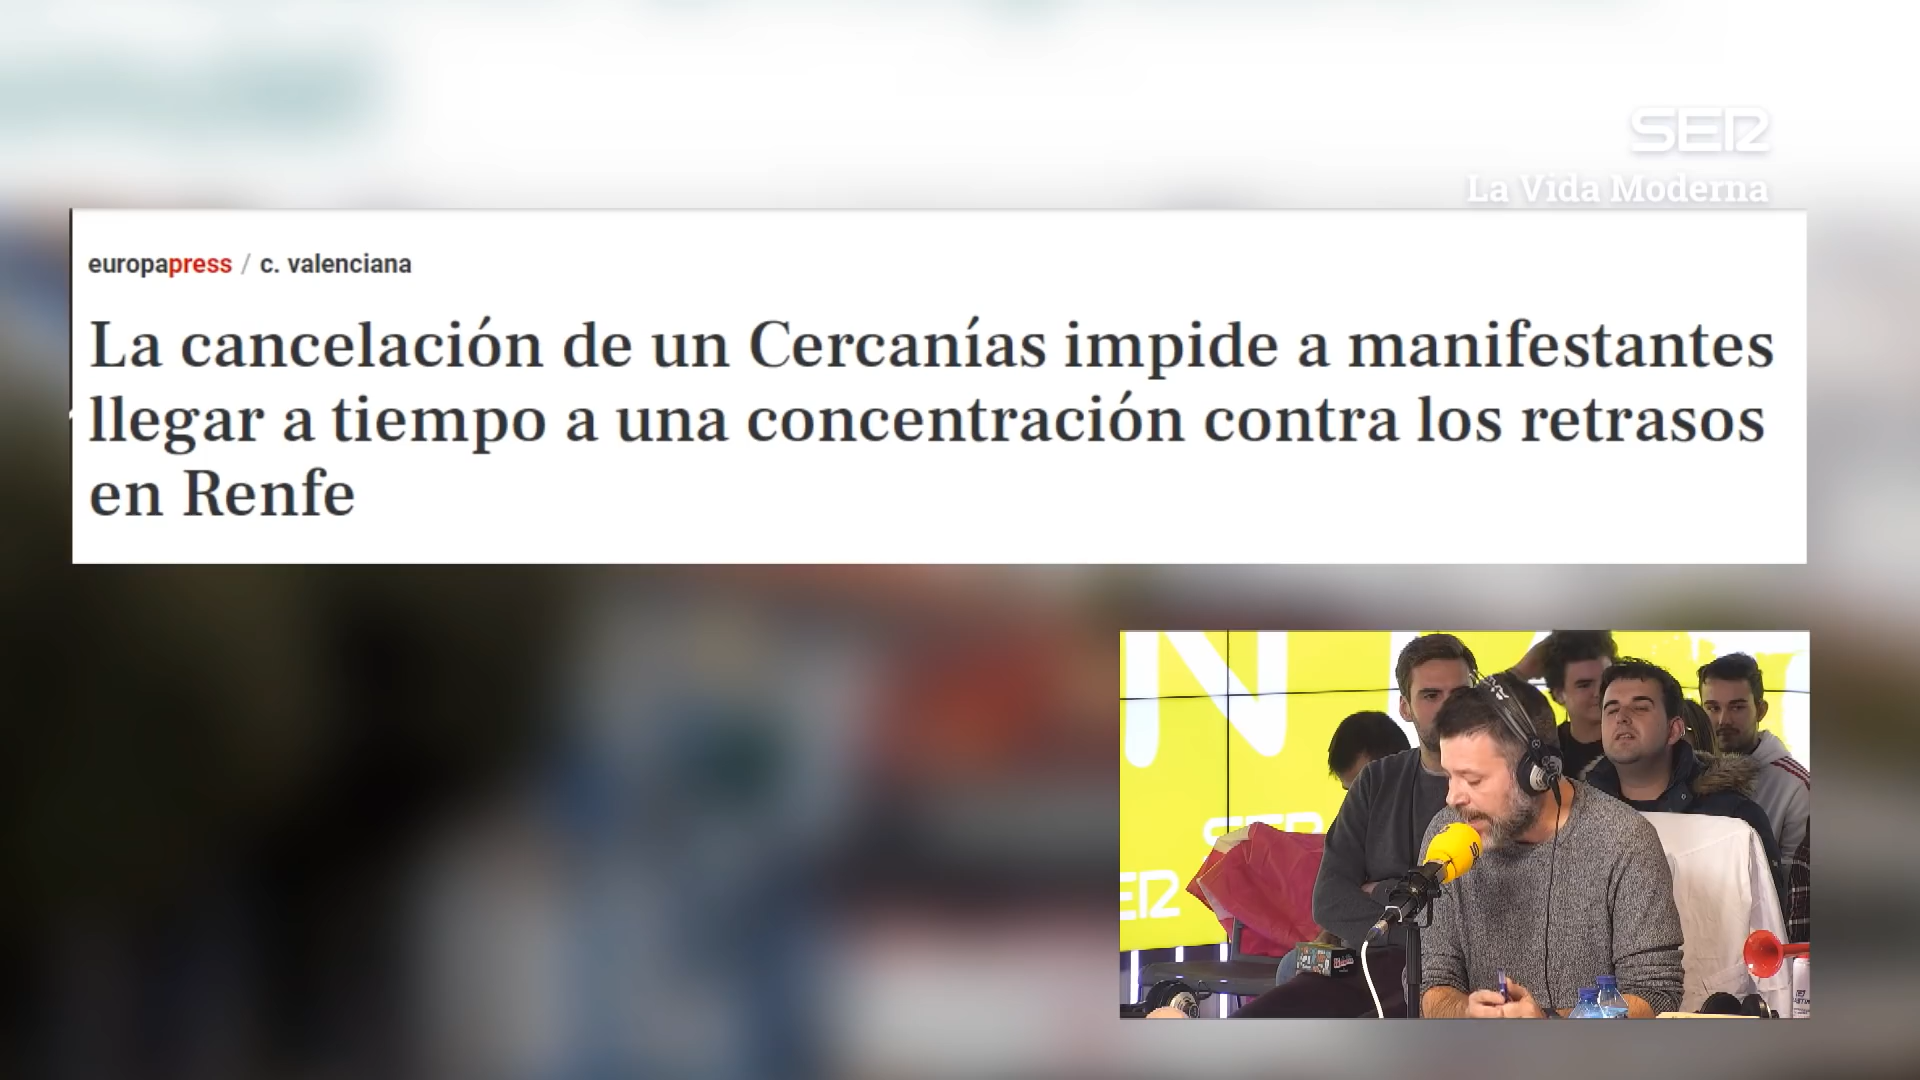 SER
La Vida Moderna
europapress / c. valenciana
La cancelación de un Cercanías impide a manifestantes
llegar a tiempo a una concentración contra los retrasos
en Renfe
SER